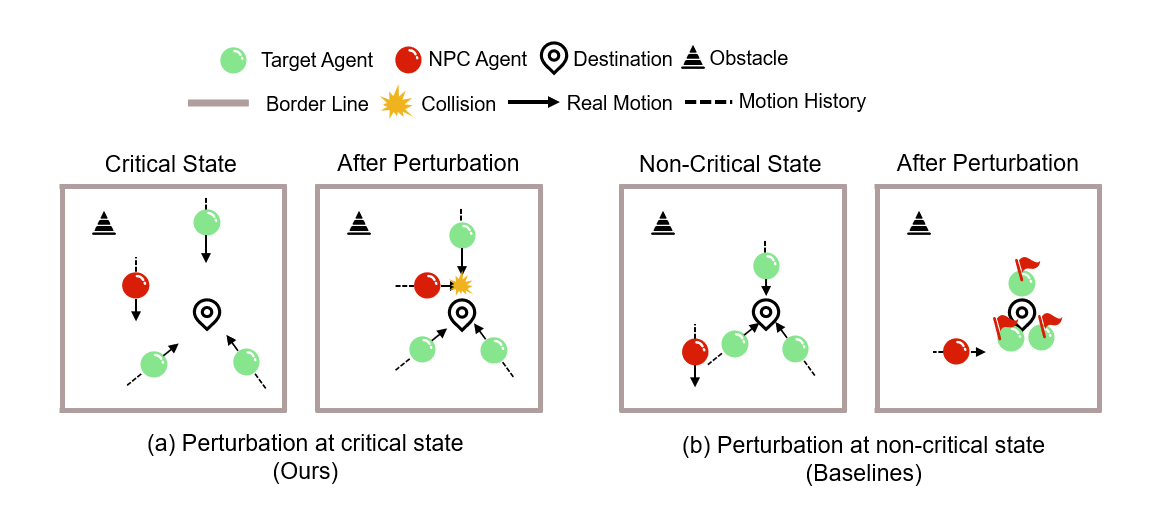 Target Agent NPC Agent Destination Obstacle
Border Line Collision Real Motion Motion History
Critical State After Perturbation Non-Critical State After Perturbation
(a) Perturbation at critical state
(Ours)
(b) Perturbation at non-critical state
(Baselines)